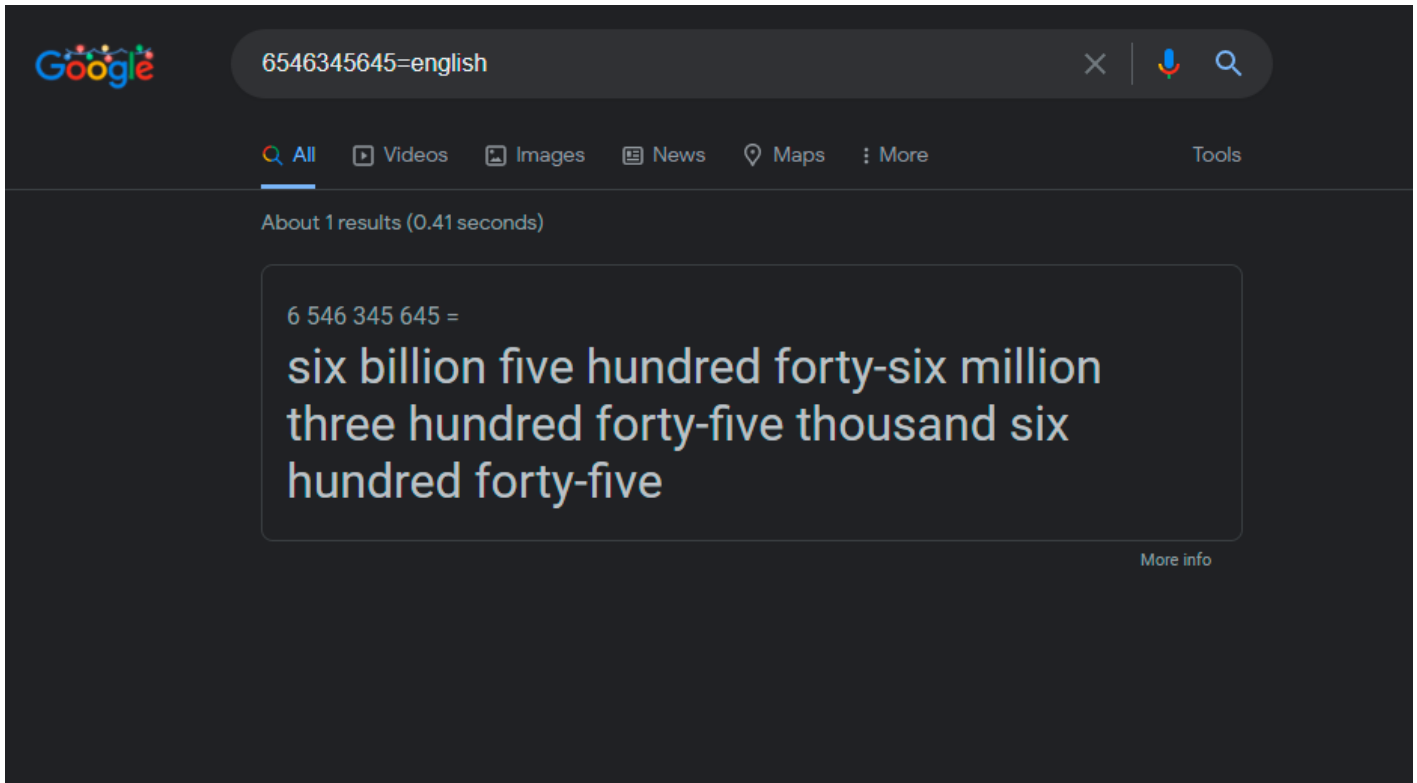 Google
6546345645=english
All Videos Images News Maps More Tools
About 1 results (0.41 seconds)
6 546 345 645 =
six billion five hundred forty-six million
three hundred forty-five thousand six
hundred forty-five
More info